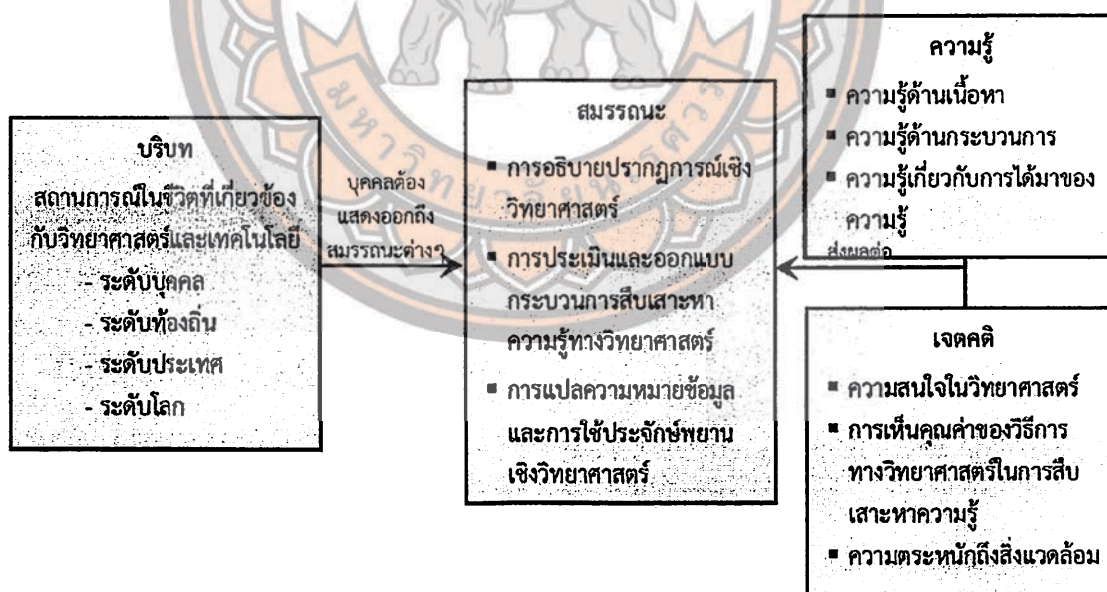 บริบท
สถานการณ์ในชีวิตที่เกี่ยวข้อง
กับวิทยาศาสตร์และเทคโนโลยี
- ระดับบุคคล
- ระดับท้องถิ่น
- ระดับประเทศ
- ระดับโลก
บุคคลต้อง
แสดงออกถึง
สมรรถนะต่างๆ
สมรรถนะ
▪ การอธิบายปรากฏการณ์เชิง
วิทยาศาสตร์
▪ การประเมินและออกแบบ
กระบวนการสืบเสาะหา
ความรู้ทางวิทยาศาสตร์
▪ การแปลความหมายข้อมูล
และการใช้ประจักษ์พยาน
เชิงวิทยาศาสตร์
ความรู้
▪ ความรู้ด้านเนื้อหา
▪ ความรู้ด้านกระบวนการ
▪ ความรู้เกี่ยวกับการได้มาของ
ความรู้
ส่งผลต่อ
เจตคติ
▪ ความสนใจในวิทยาศาสตร์
▪ การเห็นคุณค่าของวิธีการ
ทางวิทยาศาสตร์ในการสืบ
เสาะหาความรู้
▪ ความตระหนักถึงสิ่งแวดล้อม
มหาวิทยาลัยนเรศวร